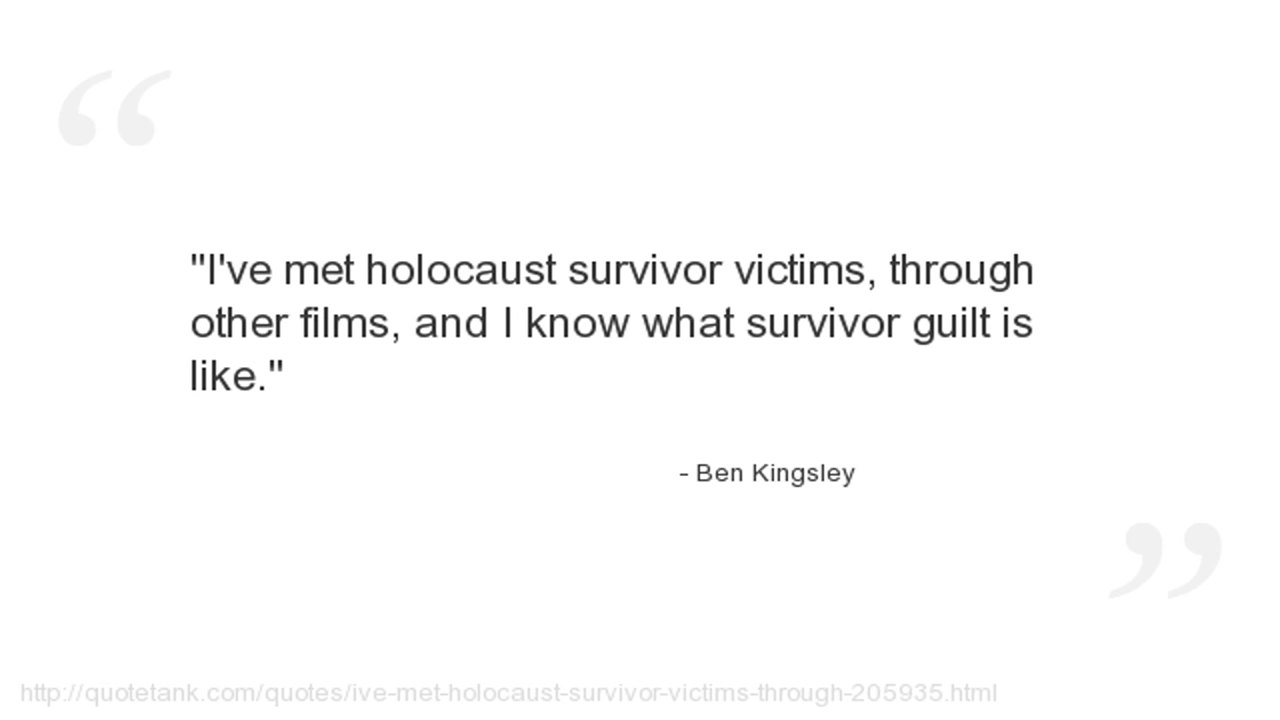 "I've met holocaust survivor victims, through
other films, and I know what survivor guilt is
like."
- Ben Kingsley
http://quotetank.com/quotes/ive-met-holocaust-survivor-victims-through-205935.html